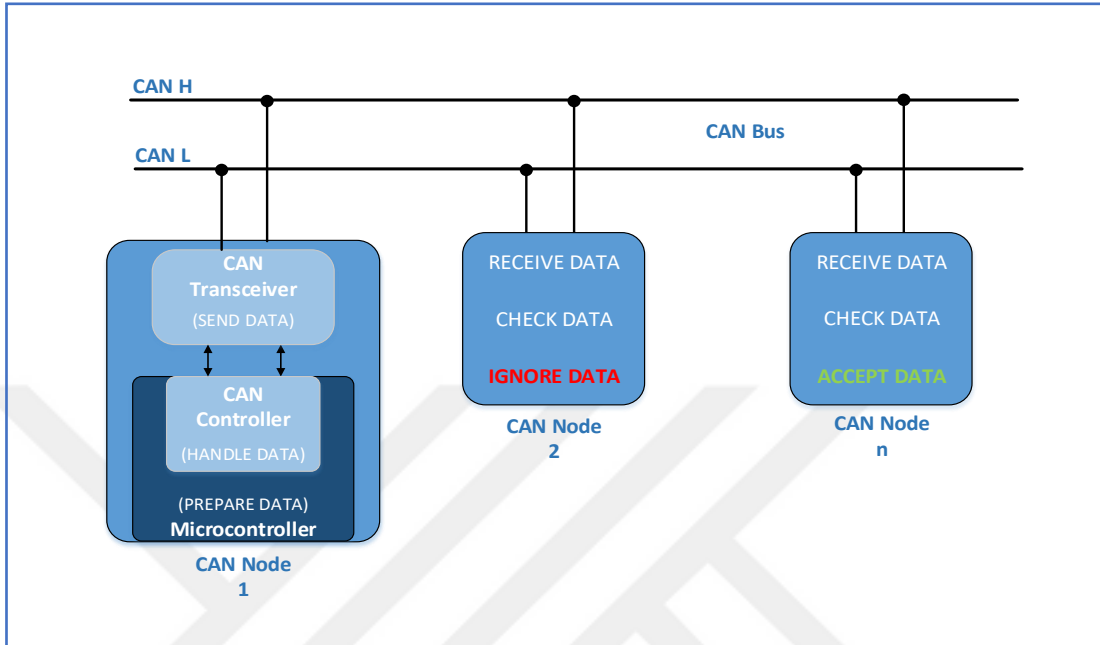 CAN H
CAN Bus
CAN L
CAN
Transceiver
(SEND DATA)
CAN
Controller
(HANDLE DATA)
(PREPARE DATA)
Microcontroller
CAN Node
1
RECEIVE DATA
CHECK DATA
IGNORE DATA
CAN Node
2
RECEIVE DATA
CHECK DATA
ACCEPT DATA
CAN Node
n